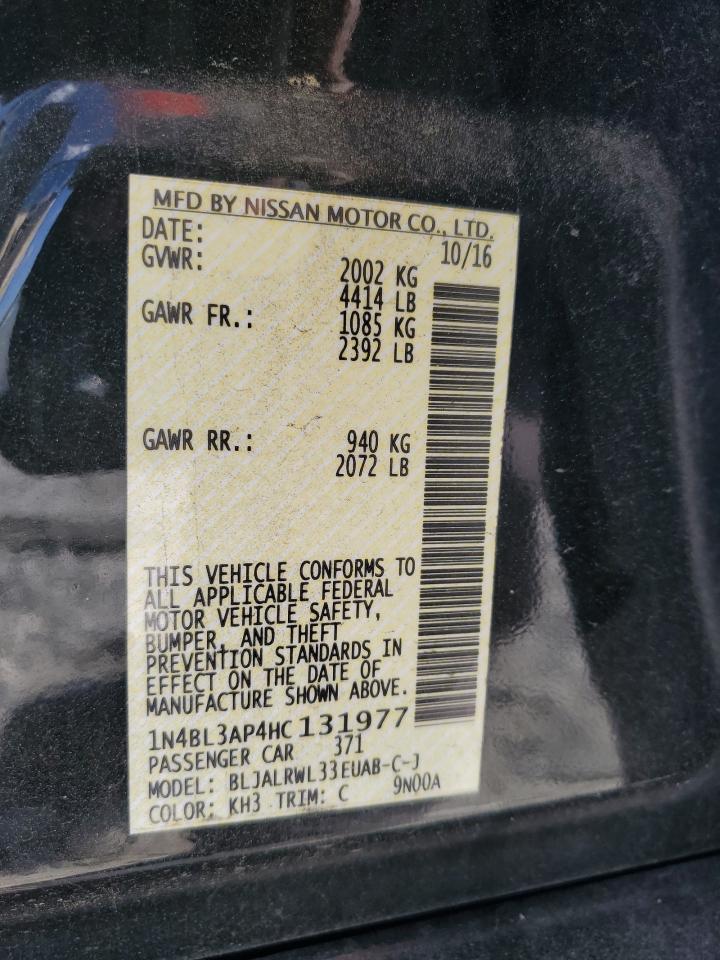 MFD BY NISSAN MOTOR CO., LTD.
DATE: 10/16
GVWR: 2002 KG
4414 LB
GAWR FR.: 1085 KG
2392 LB
GAWR RR.: 940 KG
2072 LB
THIS VEHICLE CONFORMS TO
ALL APPLICABLE FEDERAL
MOTOR VEHICLE SAFETY,
BUMPER, AND THEFT
PREVENTION STANDARDS IN
EFFECT ON THE DATE OF
MANUFACTURE SHOWN ABOVE.
1N4BL3AP4HC131977
PASSENGER CAR 371
MODEL: BLJALRWL33EUAB-C-J
COLOR: KH3 TRIM: C 9N00A